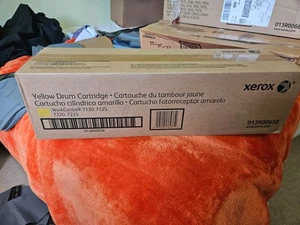 013R0065
Yellow Drum Cartridge • Cartouche du tambour jaune
Cartucho cilíndrico amarillo • Cartucho fotorreceptor amarelo
WorkCentre® 7120, 7125,
7220, 7225
xerox
013R00658